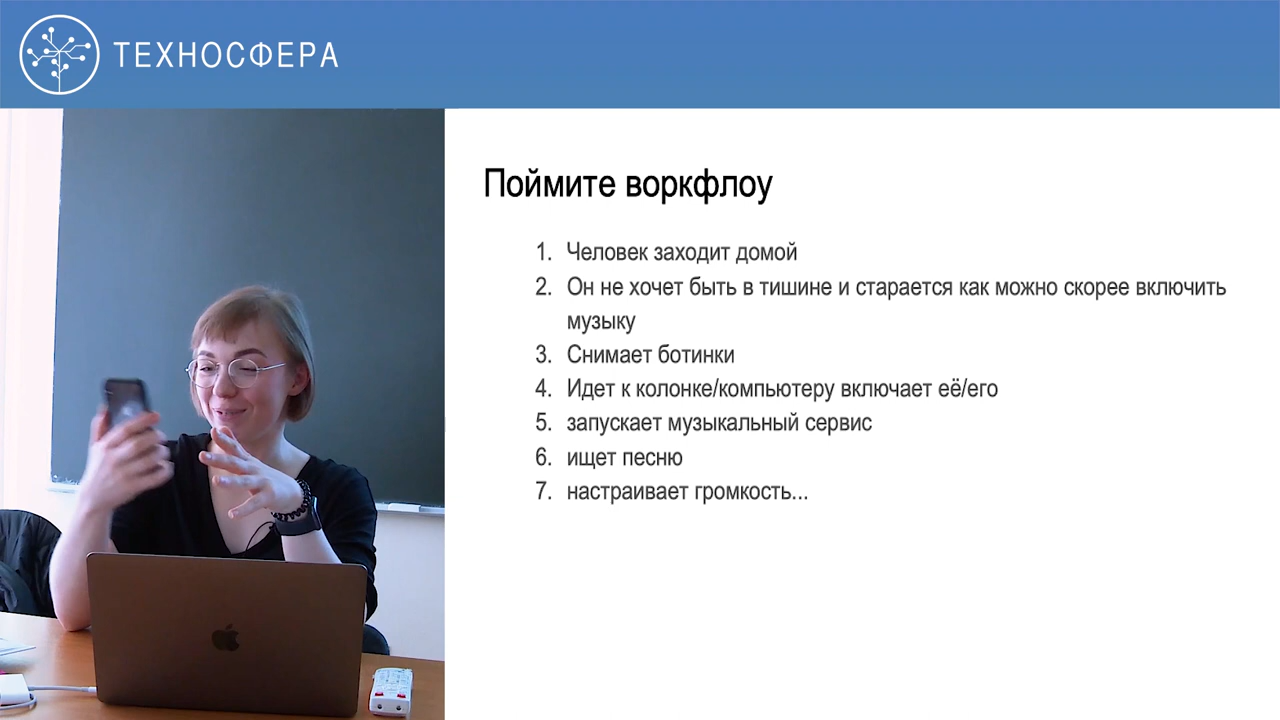 ТЕХНОСФЕРА
Поймите воркфлоу
1. Человек заходит домой
2. Он не хочет быть в тишине и старается как можно скорее включить
музыку
3. Снимает ботинки
4. Идет к колонке/компьютеру включает её/его
5. запускает музыкальный сервис
6. ищет песню
7. настраивает громкость...